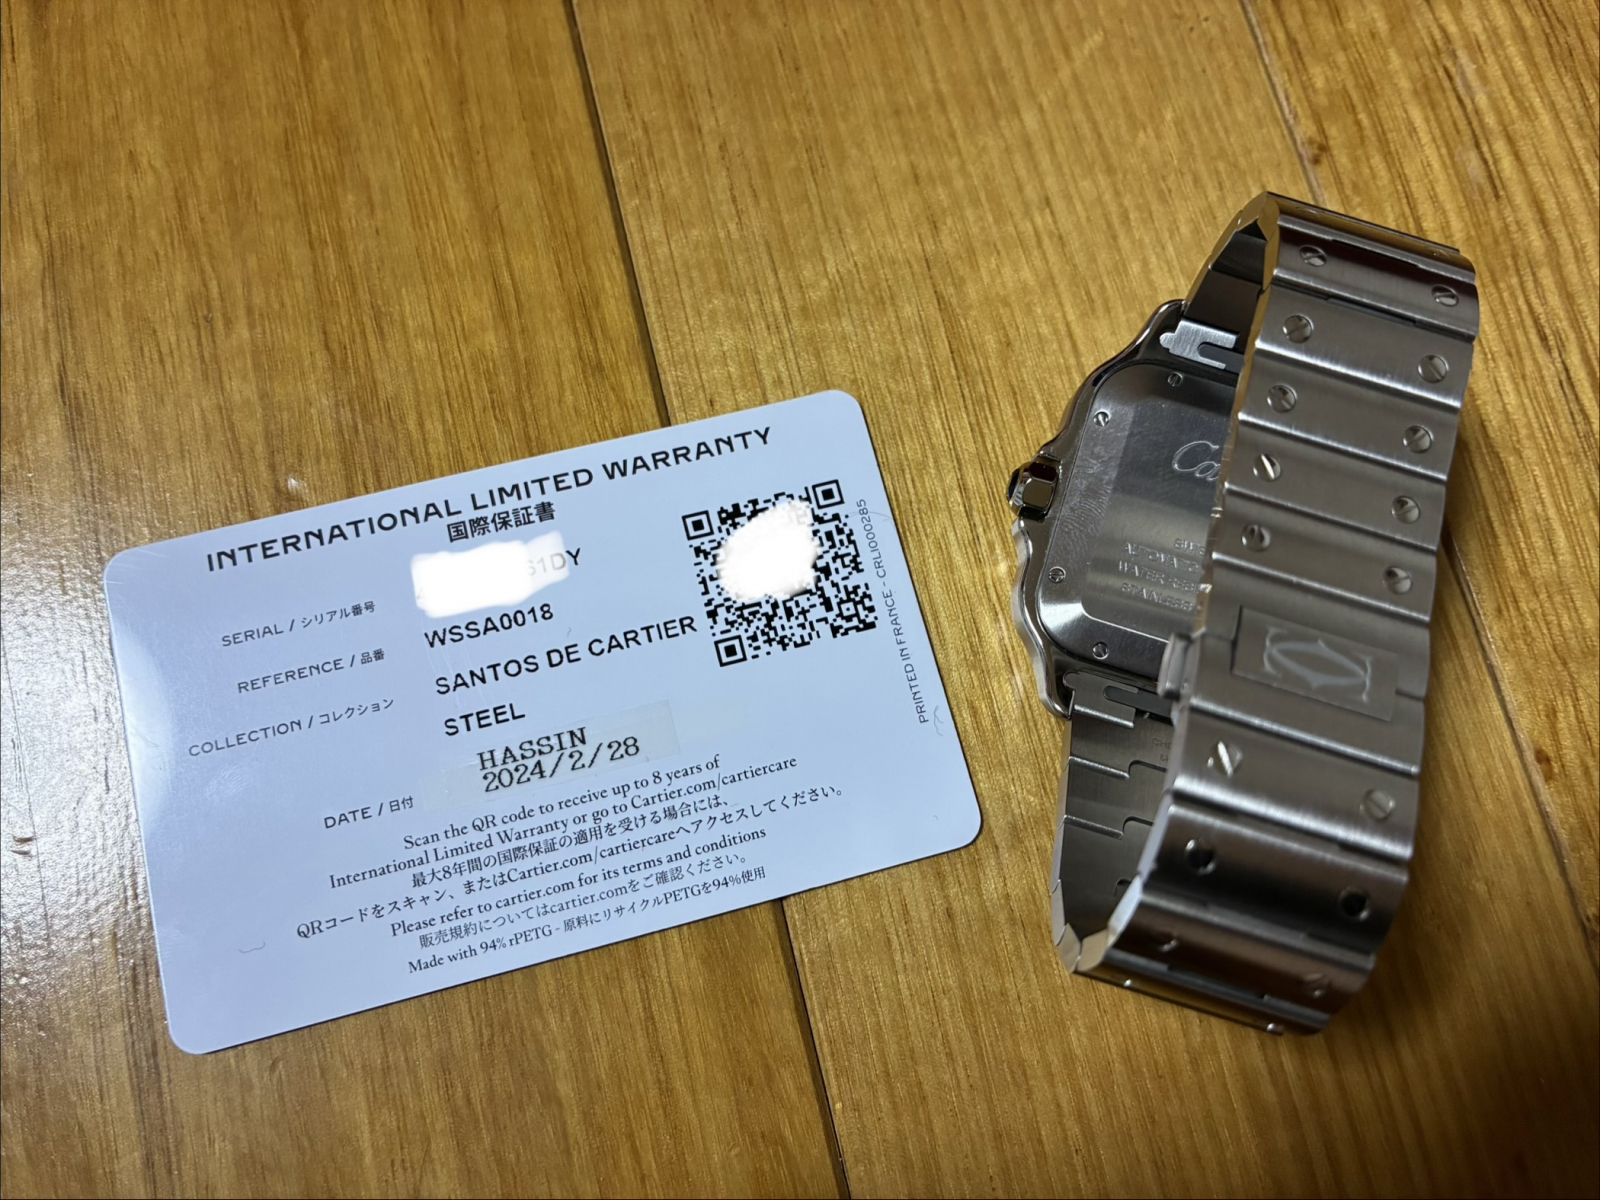 INTERNATIONAL LIMITED WARRANTY
国際保証書
SERIAL / シリアル番号 61DY
REFERENCE / 品番 WSSA0018
COLLECTION / コレクション SANTOS DE CARTIER
STEEL
HASSIN
DATE / 日付 2024/2/28
Scan the QR code to receive up to 8 years of
International Limited Warranty or go to Cartier.com/cartiercare
最大8年間の国際保証の適用を受ける場合には、
QRコードをスキャン、またはCartier.com/cartiercareへアクセスしてください。
Please refer to cartier.com for its terms and conditions
販売規約についてはcartier.comをご確認ください。
Made with 94% rPETG - 原料にリサイクルPETGを94%使用
PRINTED IN FRANCE - CRLI000285
Ca
AUTOMATIC
WATER
STAINLESS